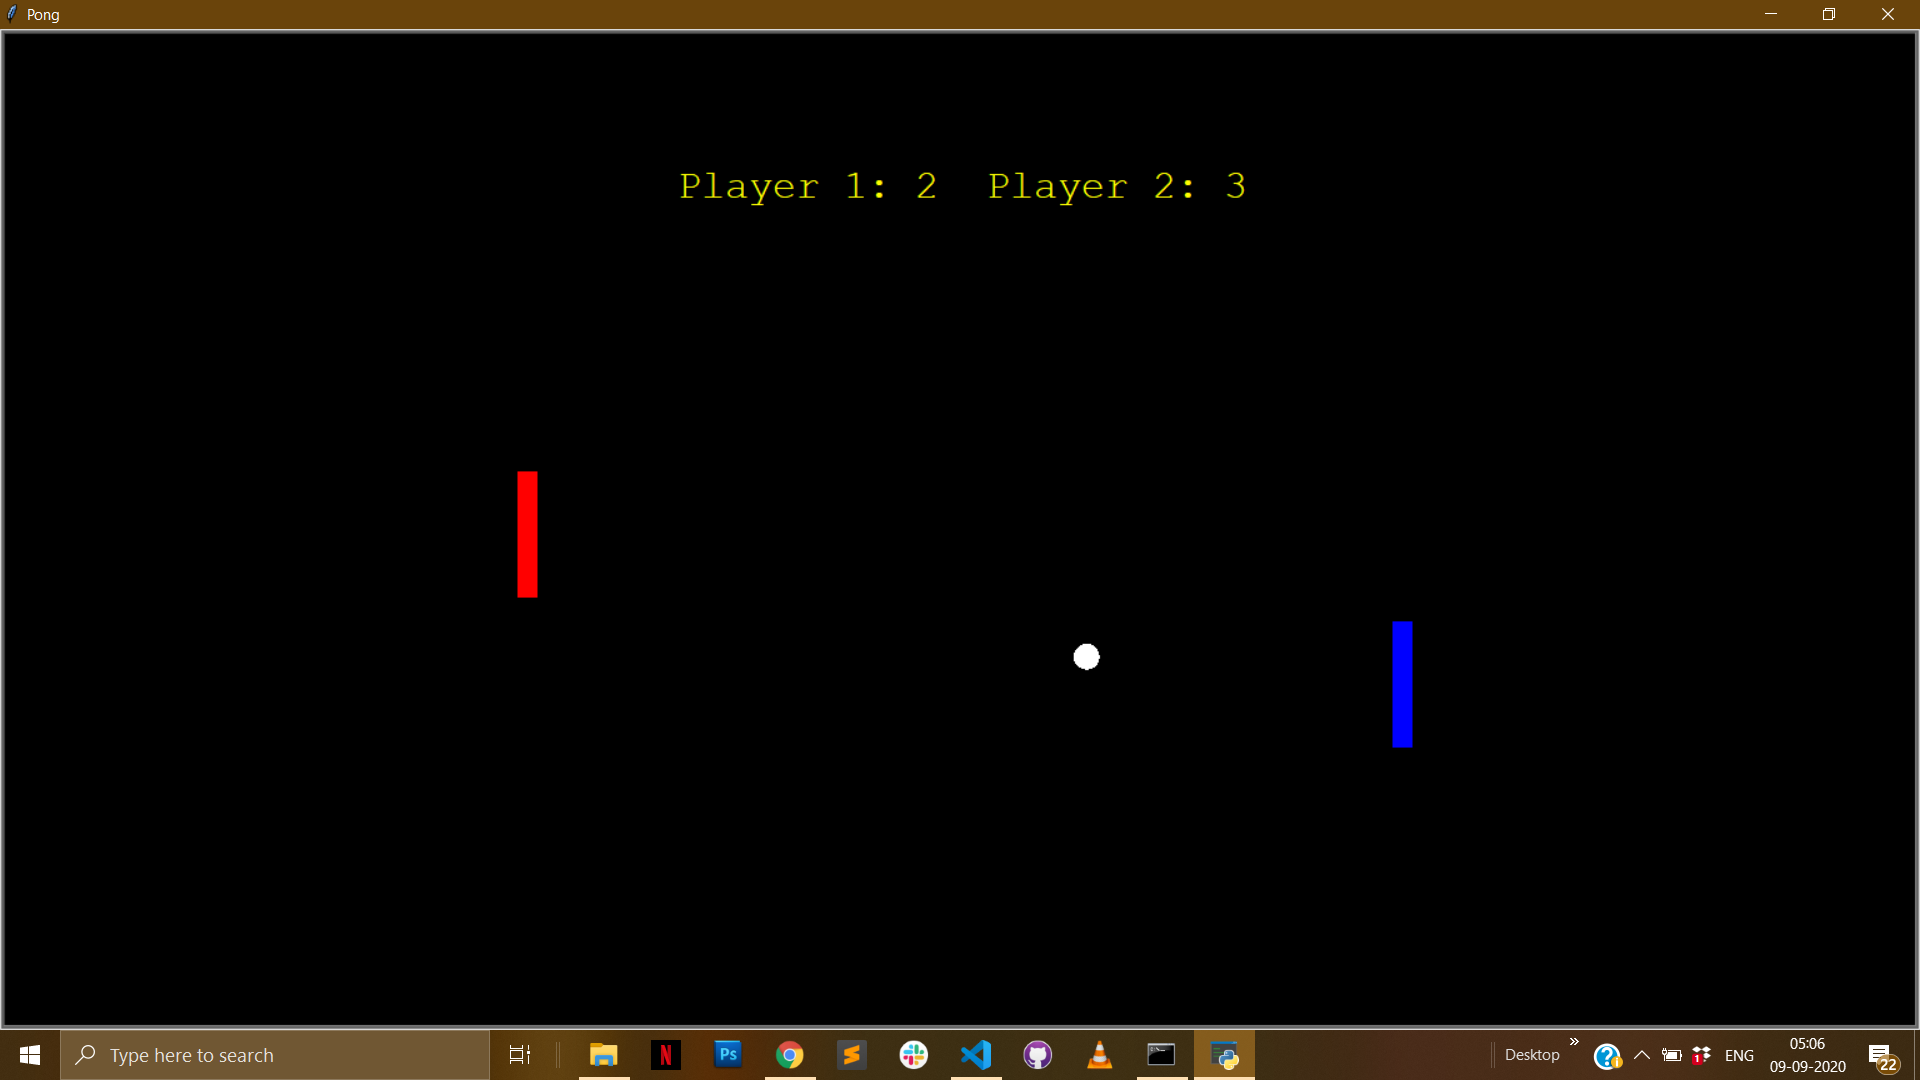 Pong
Player 1: 2  Player 2: 3
Type here to search
N
Ps
Desktop
»
1
ENG
05:06
09-09-2020
22